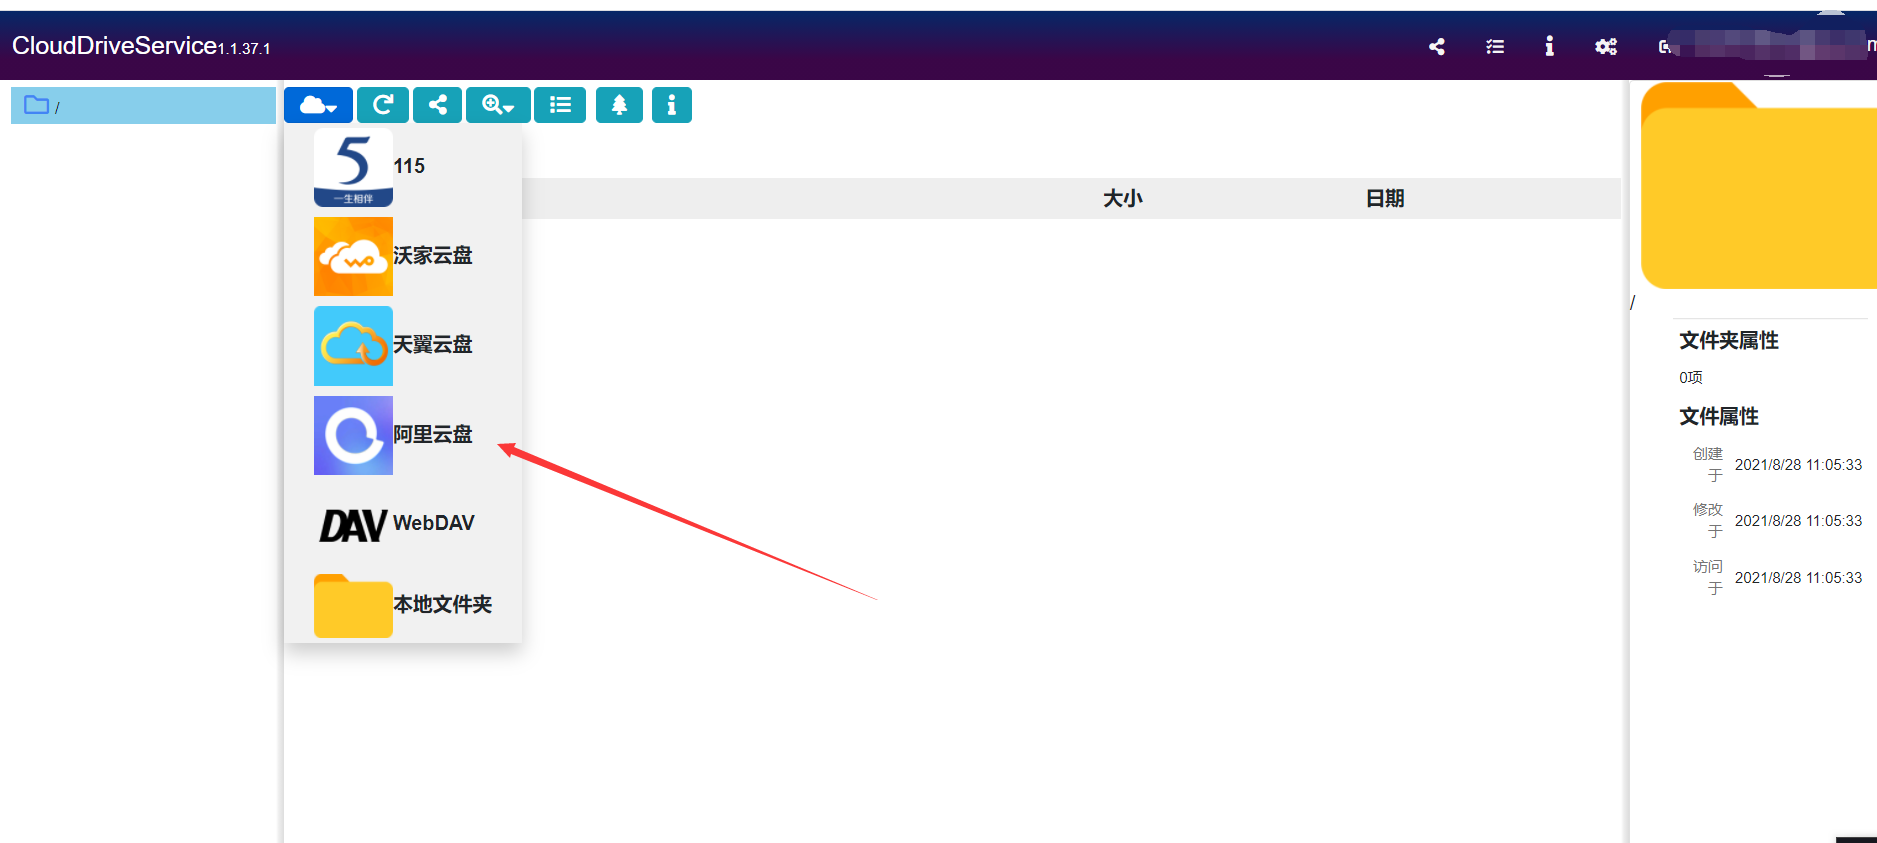 CloudDriveService1.1.37.1
/
5
一生相伴
115
大小
日期
wo
沃家云盘
天翼云盘
阿里云盘
DAV WebDAV
本地文件夹
/
文件夹属性
0项
文件属性
创建于
2021/8/28 11:05:33
修改于
2021/8/28 11:05:33
访问于
2021/8/28 11:05:33